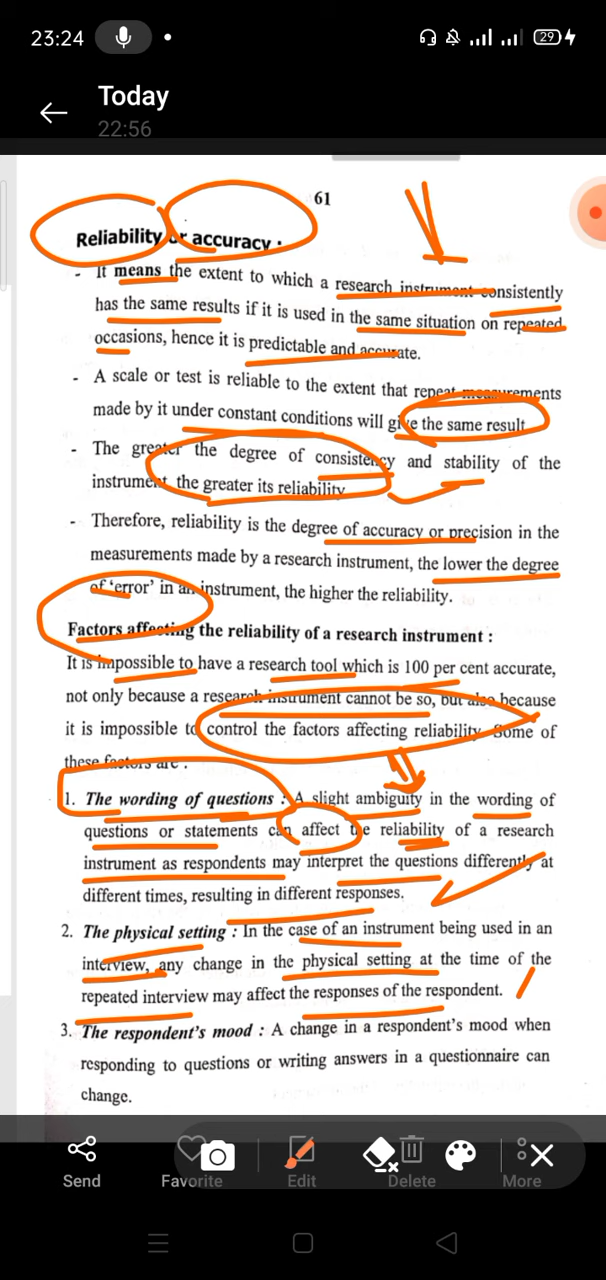 23:24
29
Today
22:56
61
Reliability or accuracy :
- It means the extent to which a research instrument consistently
has the same results if it is used in the same situation on repeated
occasions, hence it is predictable and accurate.
- A scale or test is reliable to the extent that repeat measurements
made by it under constant conditions will give the same result
- The greater the degree of consistency and stability of the
instrument, the greater its reliability
- Therefore, reliability is the degree of accuracy or precision in the
measurements made by a research instrument, the lower the degree
of ‘error’ in an instrument, the higher the reliability.
Factors affecting the reliability of a research instrument :
It is impossible to have a research tool which is 100 per cent accurate,
not only because a research instrument cannot be so, but also because
it is impossible to control the factors affecting reliability. Some of
these factors are :
1. The wording of questions : A slight ambiguity in the wording of
questions or statements can affect the reliability of a research
instrument as respondents may interpret the questions differently at
different times, resulting in different responses.
2. The physical setting : In the case of an instrument being used in an
interview, any change in the physical setting at the time of the
repeated interview may affect the responses of the respondent.
3. The respondent's mood : A change in a respondent's mood when
responding to questions or writing answers in a questionnaire can
change.
Send Favorite Edit Delete More